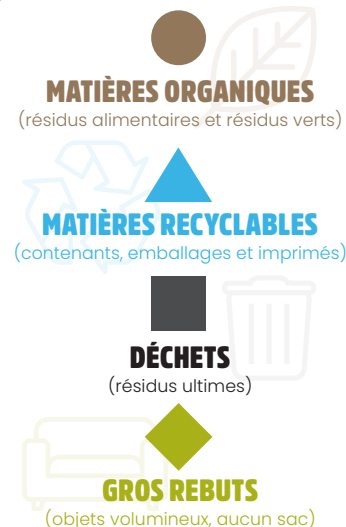 MATIÈRES ORGANIQUES
(résidus alimentaires et résidus verts)
MATIÈRES RECYCLABLES
(contenants, emballages et imprimés)
DÉCHETS
(résidus ultimes)
GROS REBUTS
(objets volumineux, aucun sac)